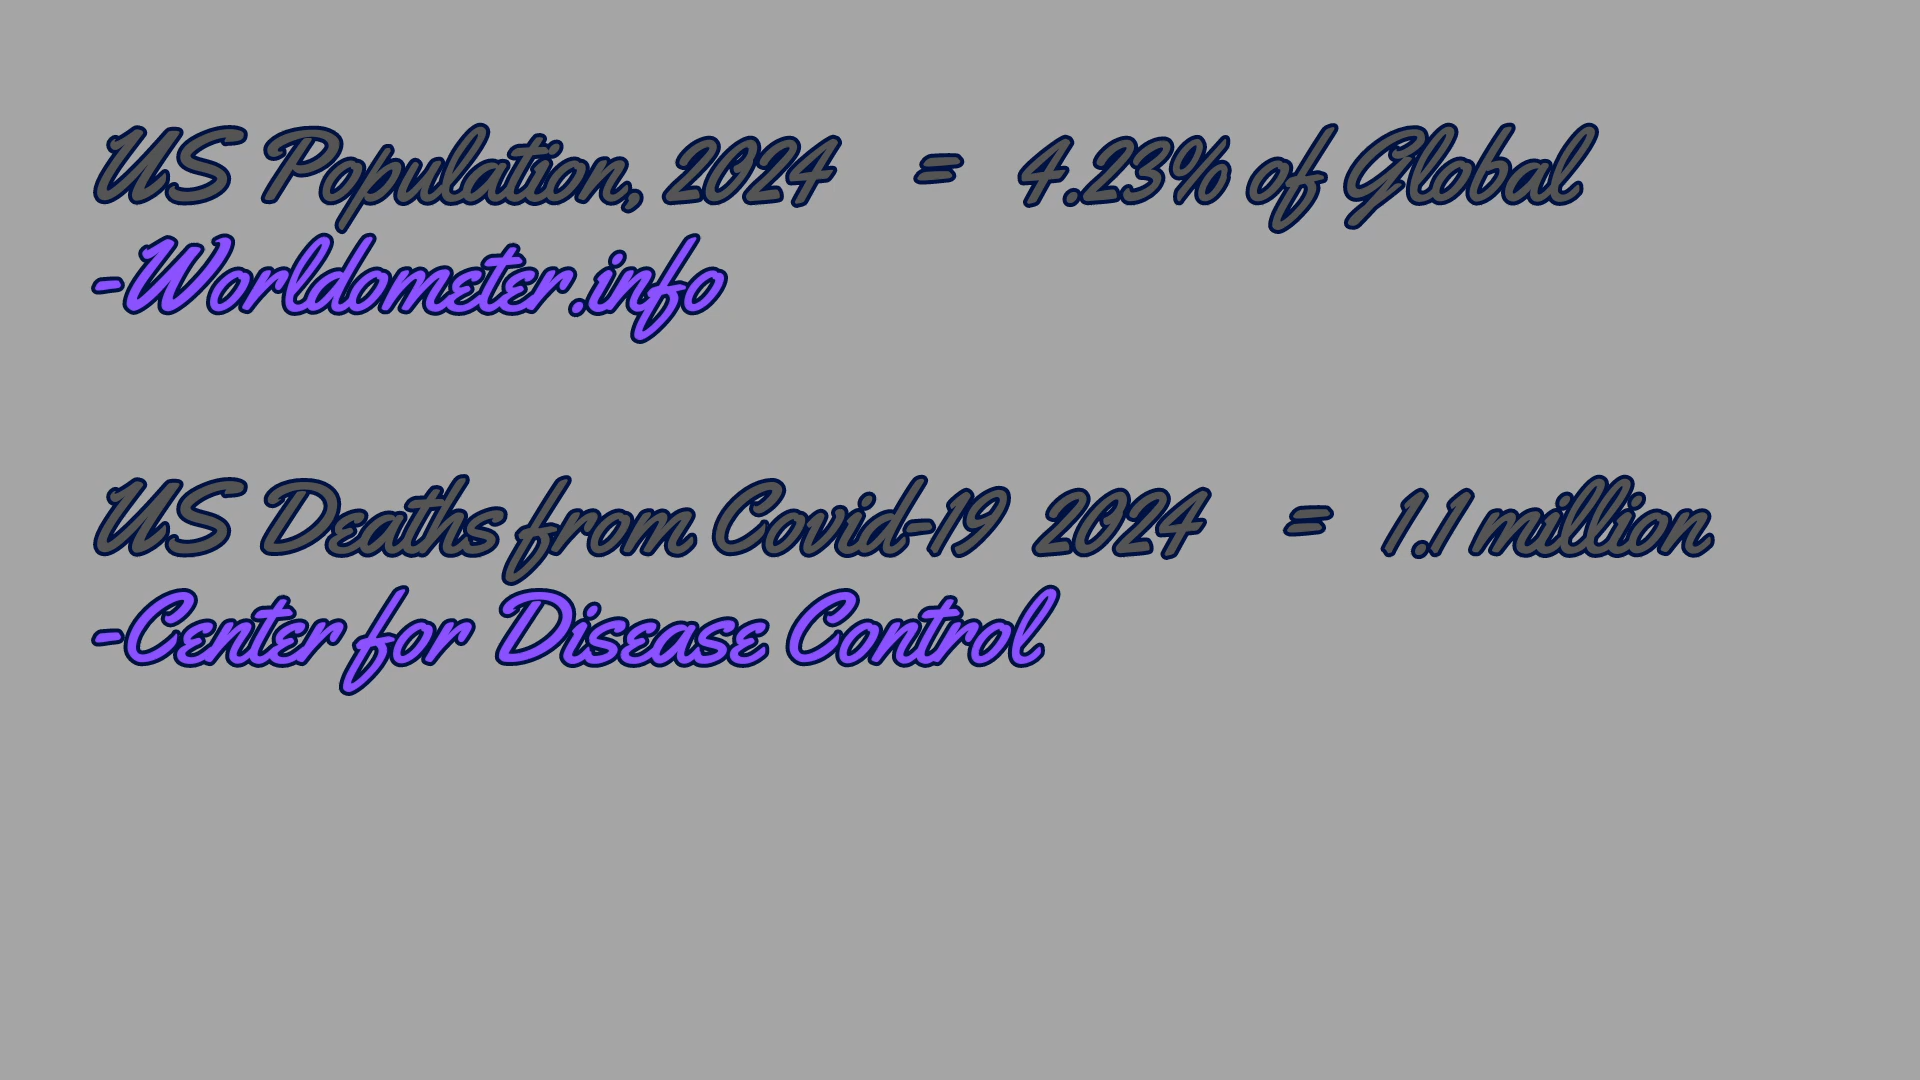 US Population, 2024 = 4.23% of Global
-Worldometer.info
US Deaths from Covid-19 2024 = 1.1 million
-Center for Disease Control